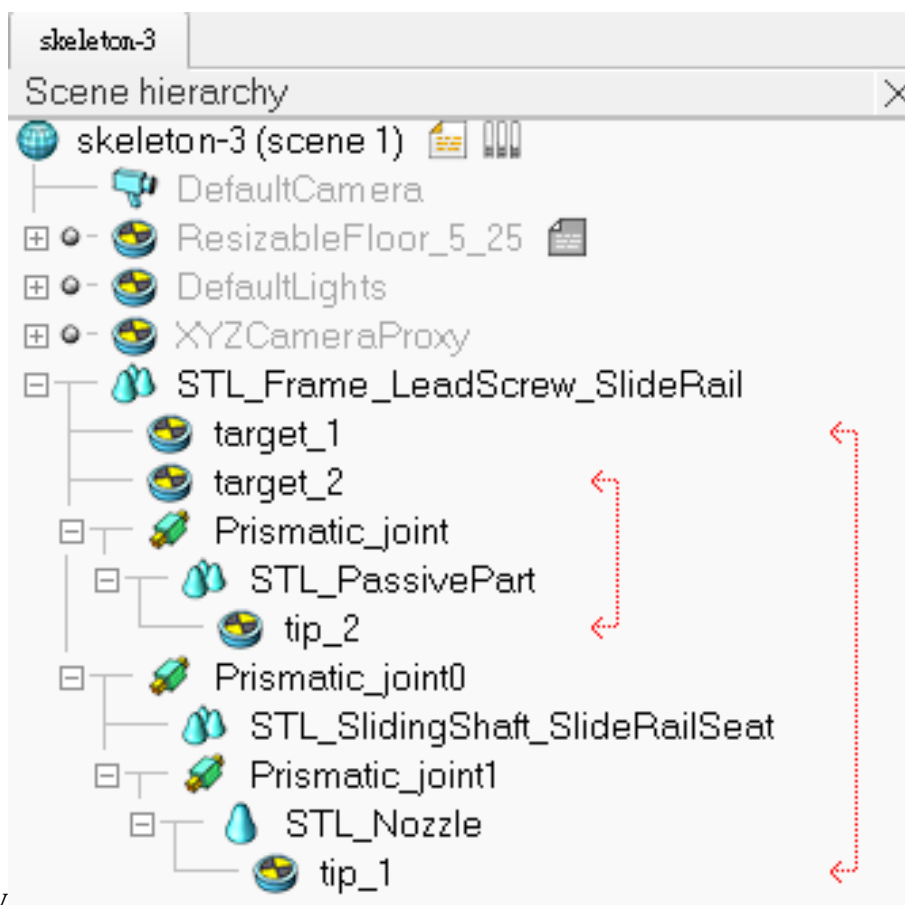 skeleton-3
Scene hierarchy
skeleton-3 (scene 1)
DefaultCamera
ResizableFloor_5_25
DefaultLights
XYZCameraProxy
STL_Frame_LeadScrew_SlideRail
target_1
target_2
Prismatic_joint
STL_PassivePart
tip_2
Prismatic_joint0
STL_SlidingShaft_SlideRailSeat
Prismatic_joint1
STL_Nozzle
tip_1